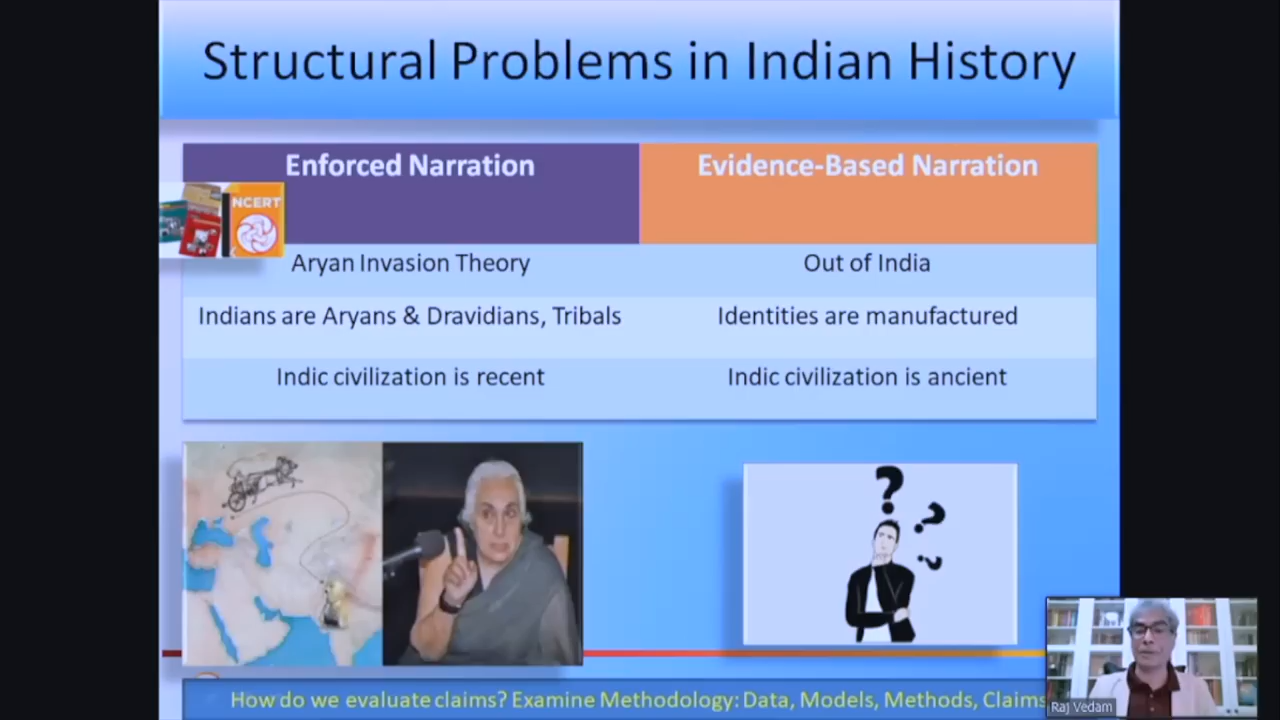 Structural Problems in Indian History
Enforced Narration
Evidence-Based Narration
NCERT
Aryan Invasion Theory
Out of India
Indians are Aryans & Dravidians, Tribals
Identities are manufactured
Indic civilization is recent
Indic civilization is ancient
? ? ?
How do we evaluate claims? Examine Methodology: Data, Models, Methods, Claims
Raj Vedam